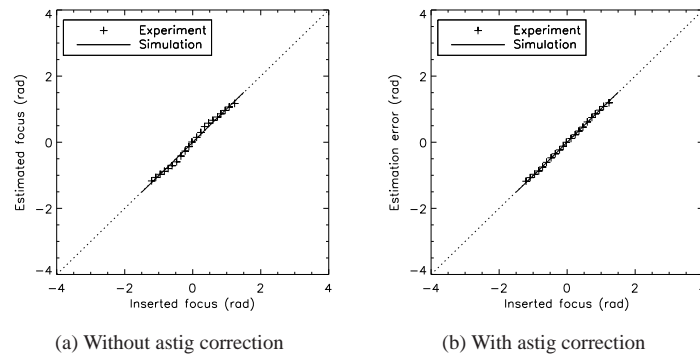 + Experiment
Simulation
Estimated focus (rad)
4
2
0
−2
−4
−4 −2 0 2 4
Inserted focus (rad)
(a) Without astig correction
+ Experiment
Simulation
Estimation error (rad)
4
2
0
−2
−4
−4 −2 0 2 4
Inserted focus (rad)
(b) With astig correction